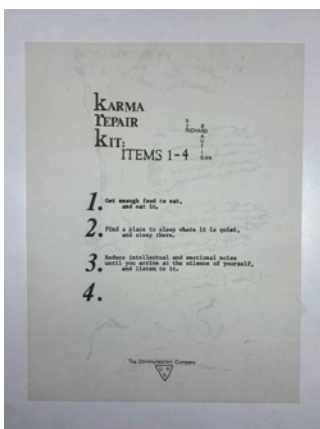 KARMA
REPAIR
KIT:
ITEMS 1-4
RICHARD
BRAUTIGAN
1. Get enough food to eat,
and eat it.
2. Find a place to sleep where it is quiet,
and sleep there.
3. Reduce intellectual and emotional noise
until you arrive at the silence of yourself,
and listen to it.
4.
The Communication Company